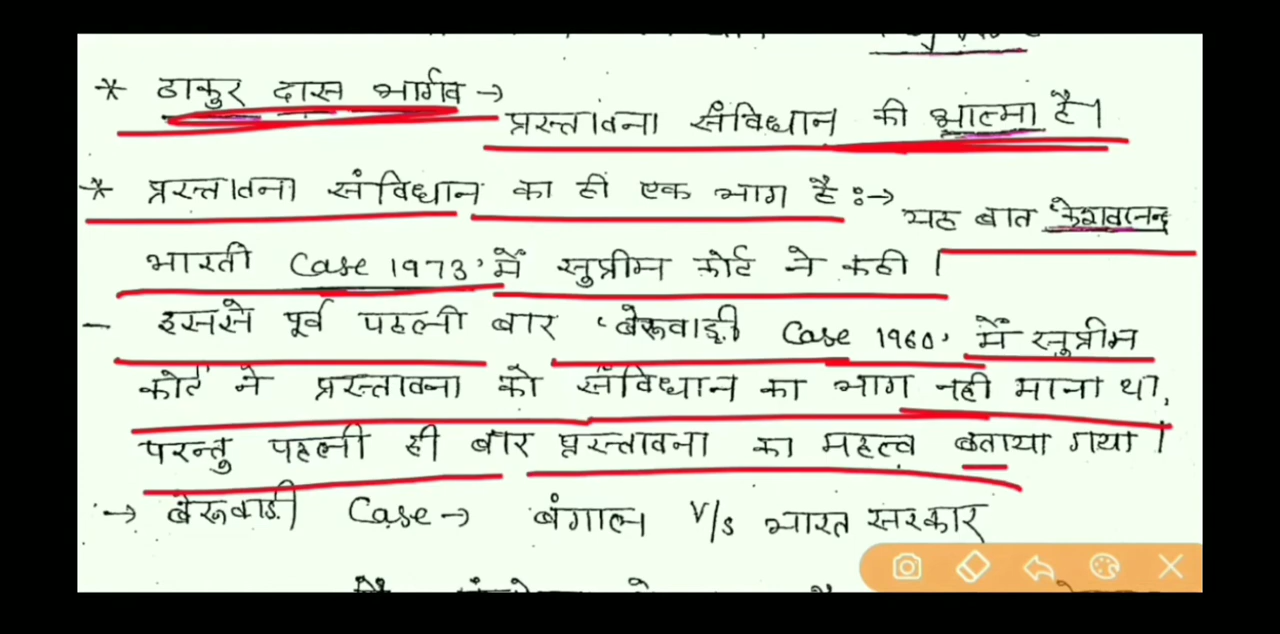 * ठाकुर दास भार्गव → प्रस्तावना संविधान की आत्मा है।
* प्रस्तावना संविधान का ही एक भाग है :→ यह बात 'केशवानन्द
भारती Case 1973' में सुप्रीम कोर्ट ने कही।
- इससे पूर्व पहली बार 'बेरूवाड़ी Case 1960' में सुप्रीम
कोर्ट ने प्रस्तावना को संविधान का भाग नही माना था,
परन्तु पहली ही बार प्रस्तावना का महत्व बताया गया।
→ बेरूवाड़ी Case → बंगाल V/s भारत सरकार